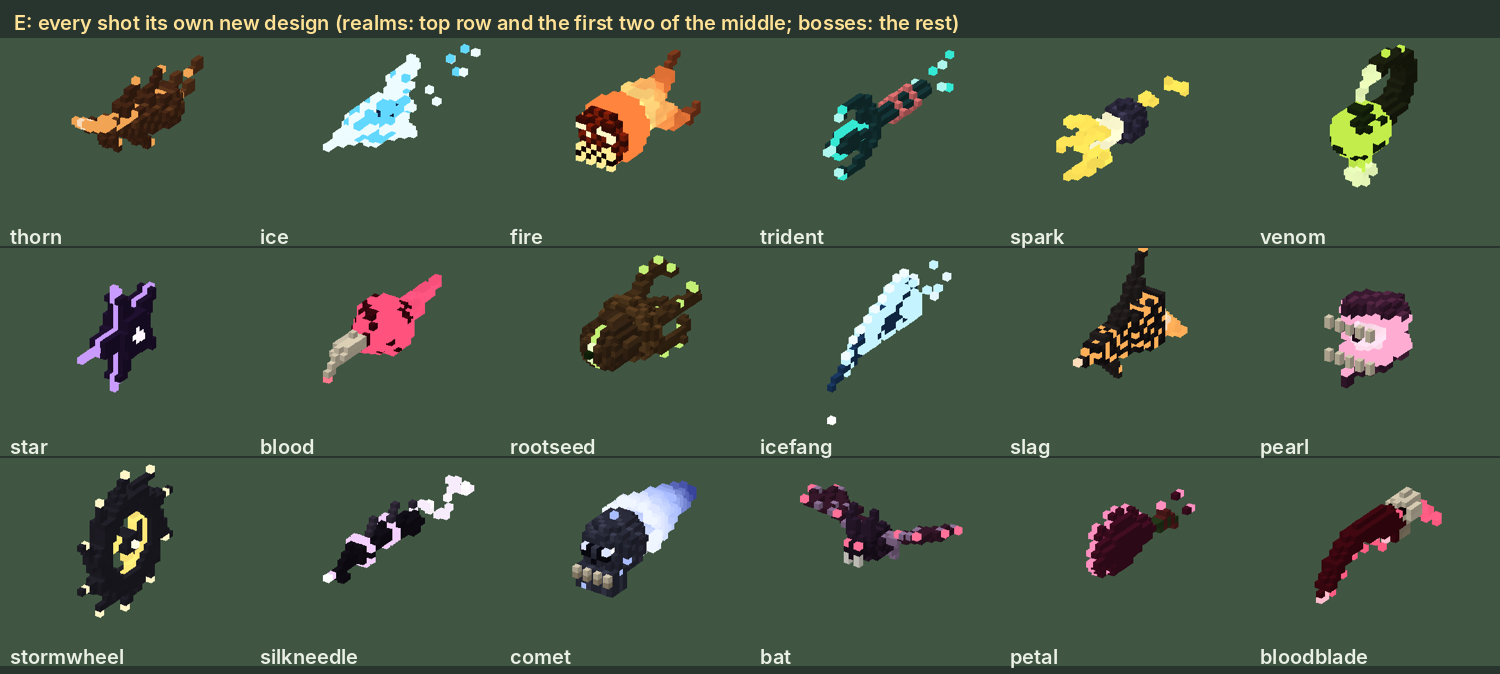 E: every shot its own new design (realms: top row and the first two of the middle; bosses: the rest)
thorn ice fire trident spark venom
star blood rootseed icefang slag pearl
stormwheel silkneedle comet bat petal bloodblade